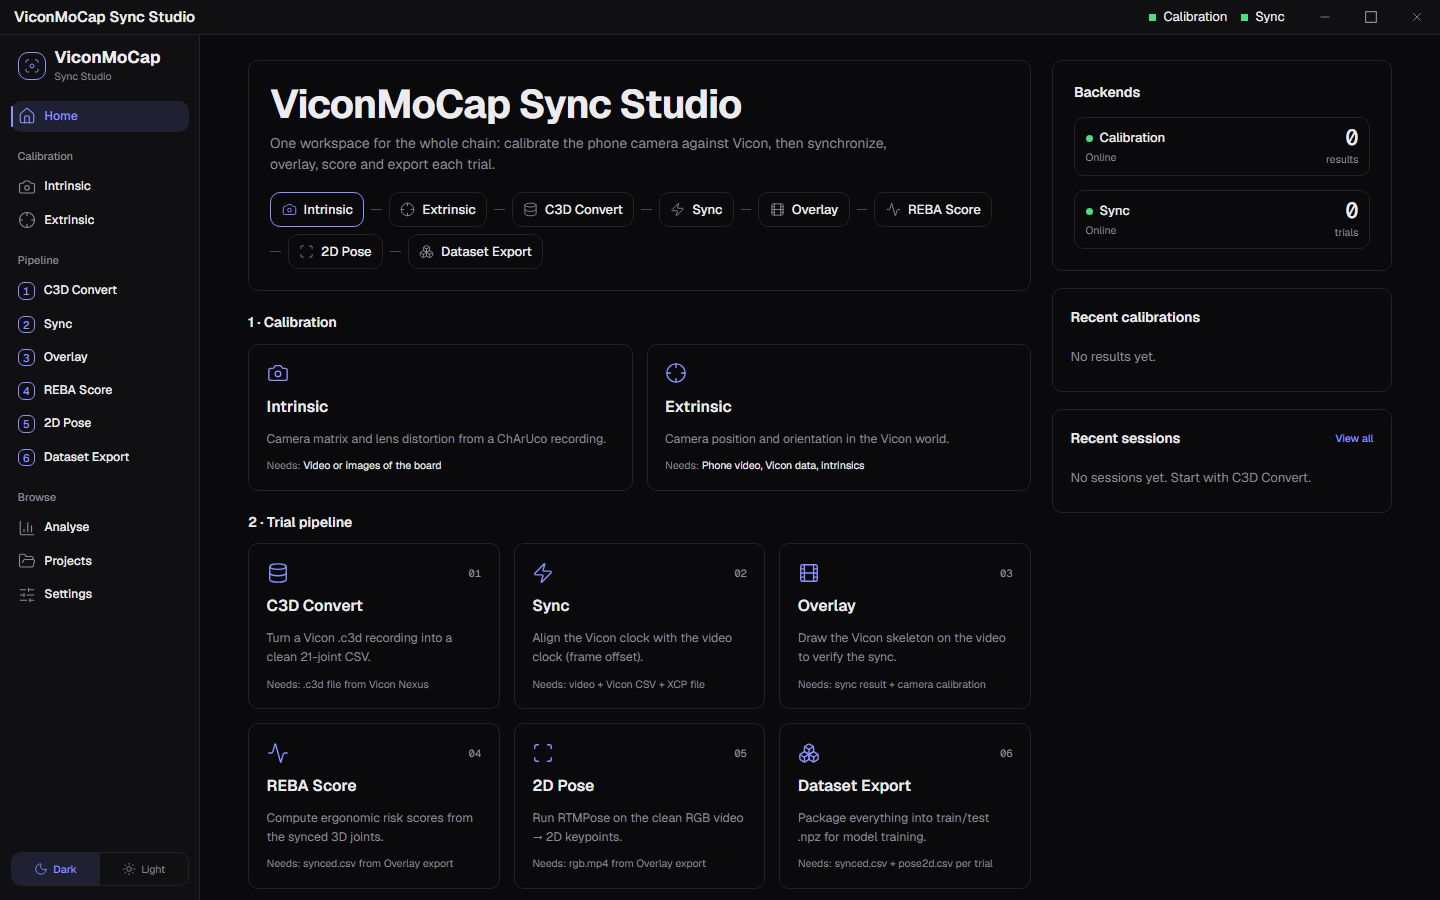 ViconMoCap Sync Studio
Calibration
Sync
ViconMoCap
Sync Studio
Home
Calibration
Intrinsic
Extrinsic
Pipeline
1 C3D Convert
2 Sync
3 Overlay
4 REBA Score
5 2D Pose
6 Dataset Export
Browse
Analyse
Projects
Settings
Dark
Light
ViconMoCap Sync Studio
One workspace for the whole chain: calibrate the phone camera against Vicon, then synchronize,
overlay, score and export each trial.
Intrinsic — Extrinsic — C3D Convert — Sync — Overlay — REBA Score
— 2D Pose — Dataset Export
1 · Calibration
Intrinsic
Camera matrix and lens distortion from a ChArUco recording.
Needs: Video or images of the board
Extrinsic
Camera position and orientation in the Vicon world.
Needs: Phone video, Vicon data, intrinsics
2 · Trial pipeline
01
C3D Convert
Turn a Vicon .c3d recording into a
clean 21-joint CSV.
Needs: .c3d file from Vicon Nexus
02
Sync
Align the Vicon clock with the video
clock (frame offset).
Needs: video + Vicon CSV + XCP file
03
Overlay
Draw the Vicon skeleton on the video
to verify the sync.
Needs: sync result + camera calibration
04
REBA Score
Compute ergonomic risk scores from
the synced 3D joints.
Needs: synced.csv from Overlay export
05
2D Pose
Run RTMPose on the clean RGB video
→ 2D keypoints.
Needs: rgb.mp4 from Overlay export
06
Dataset Export
Package everything into train/test
.npz for model training.
Needs: synced.csv + pose2d.csv per trial
Backends
Calibration
0
Online
results
Sync
0
Online
trials
Recent calibrations
No results yet.
Recent sessions
View all
No sessions yet. Start with C3D Convert.